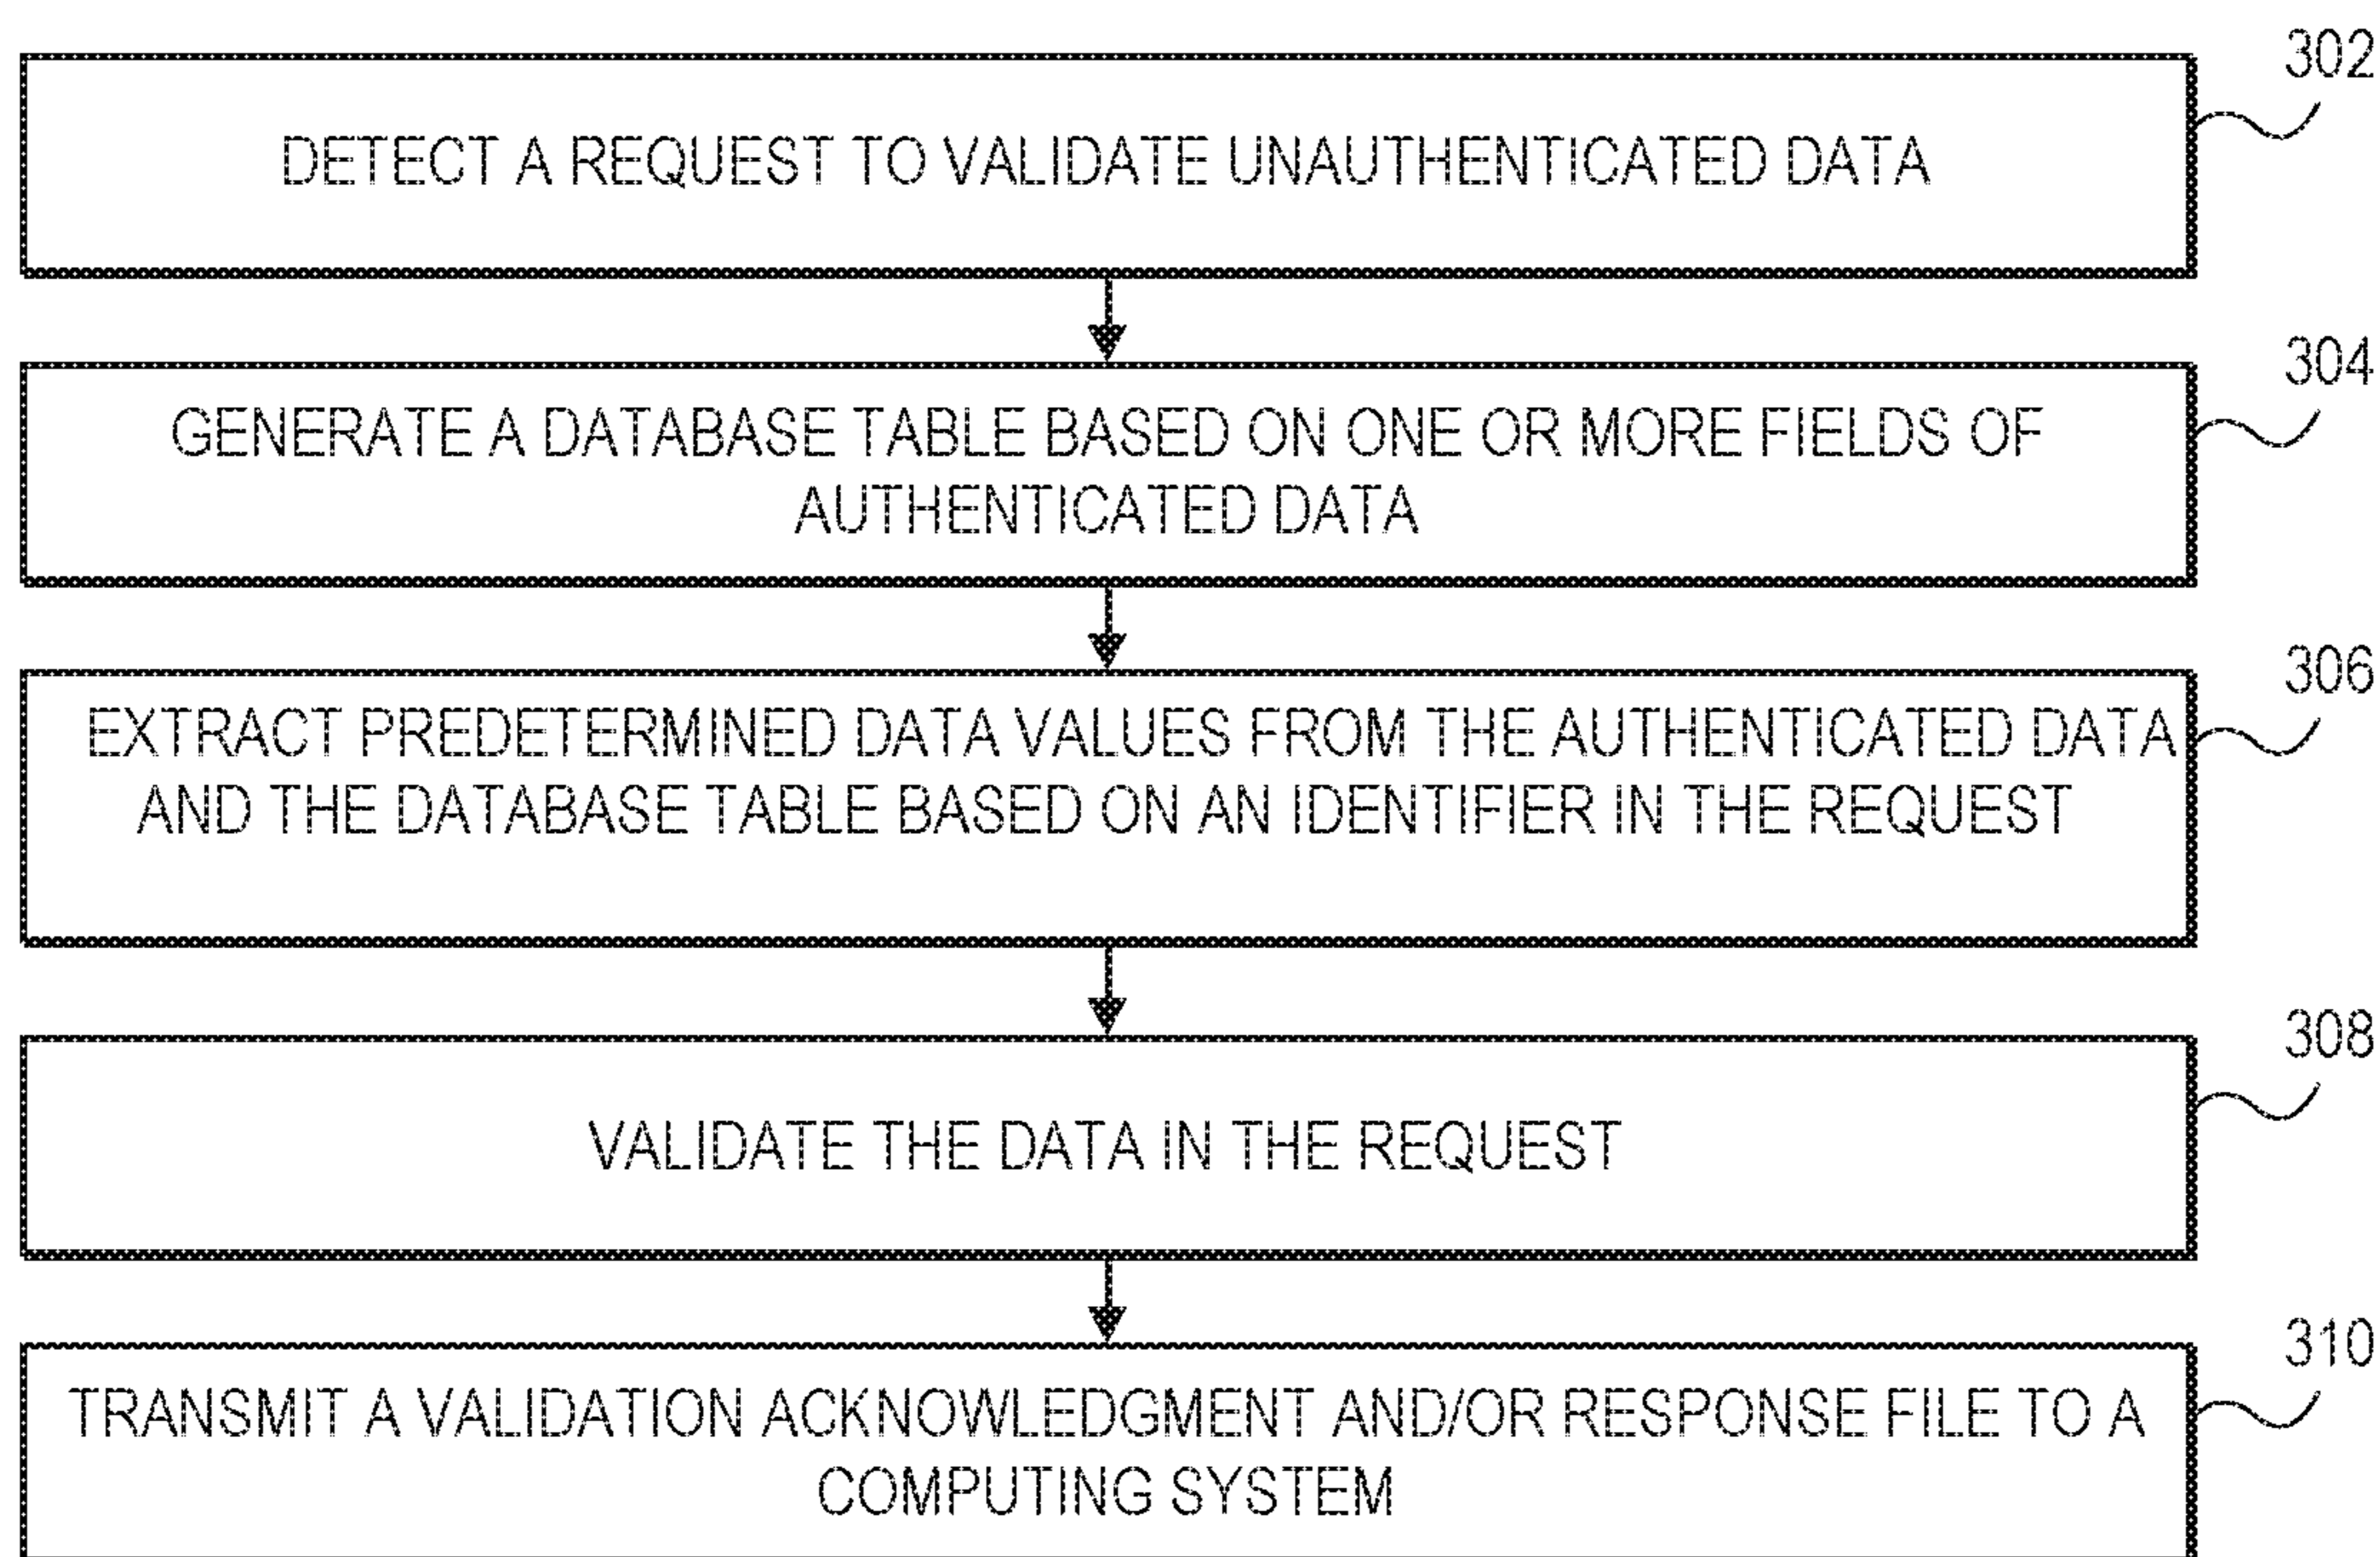 302
DETECT A REQUEST TO VALIDATE UNAUTHENTICATED DATA
304
GENERATE A DATABASE TABLE BASED ON ONE OR MORE FIELDS OF
AUTHENTICATED DATA
306
EXTRACT PREDETERMINED DATA VALUES FROM THE AUTHENTICATED DATA
AND THE DATABASE TABLE BASED ON AN IDENTIFIER IN THE REQUEST
308
VALIDATE THE DATA IN THE REQUEST
310
TRANSMIT A VALIDATION ACKNOWLEDGMENT AND/OR RESPONSE FILE TO A
COMPUTING SYSTEM